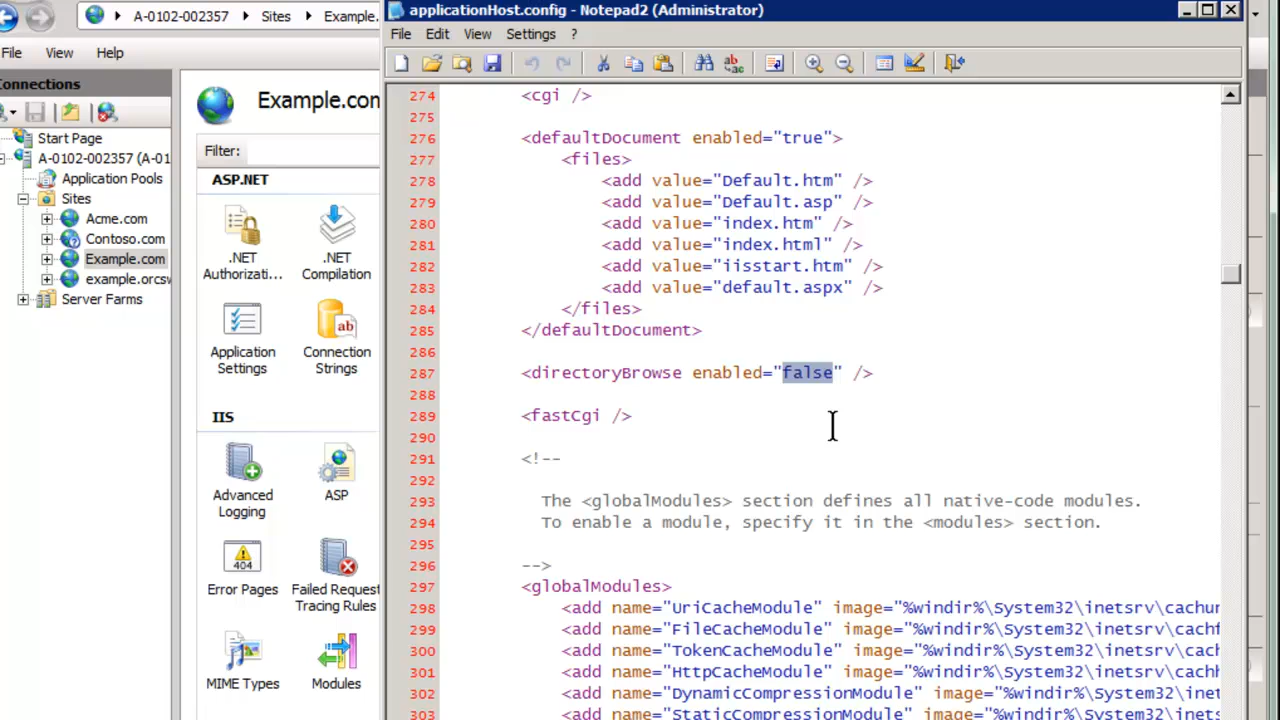 A-0102-002357 Sites Example.
File View Help
onnections
Start Page
A-0102-002357 (A-01
Application Pools
Sites
Acme.com
Contoso.com
Example.com
example.orcsw
Server Farms
Example.con
Filter:
ASP.NET
.NET Authorizati...
.NET Compilation
Application Settings
Connection Strings
IIS
Advanced Logging
ASP
Error Pages
404
Failed Request Tracing Rules
MIME Types
Modules
applicationHost.config - Notepad2 (Administrator)
File Edit View Settings ?
274 <cgi />
275
276 <defaultDocument enabled="true">
277 <files>
278 <add value="Default.htm" />
279 <add value="Default.asp" />
280 <add value="index.htm" />
281 <add value="index.html" />
282 <add value="iisstart.htm" />
283 <add value="default.aspx" />
284 </files>
285 </defaultDocument>
286
287 <directoryBrowse enabled="false" />
288
289 <fastCgi />
290
291 <!--
292
293 The <globalModules> section defines all native-code modules.
294 To enable a module, specify it in the <modules> section.
295
296 -->
297 <globalModules>
298 <add name="UriCacheModule" image="%windir%\System32\inetsrv\cachur
299 <add name="FileCacheModule" image="%windir%\System32\inetsrv\cachf
300 <add name="TokenCacheModule" image="%windir%\System32\inetsrv\cach
301 <add name="HttpCacheModule" image="%windir%\System32\inetsrv\cachh
302 <add name="DynamicCompressionModule" image="%windir%\System32\inet
303 <add name="StaticCompressionModule" image="%windir%\System32\inets